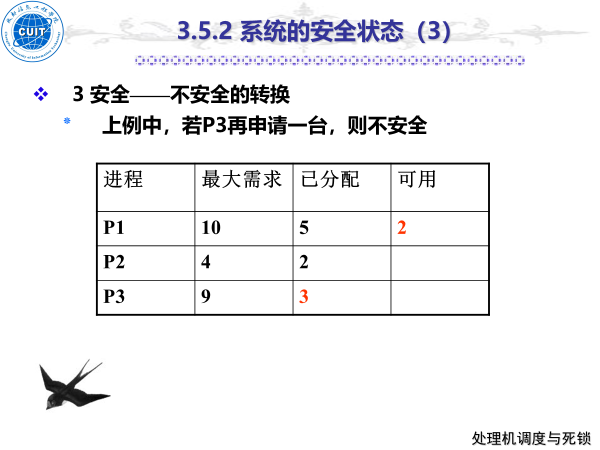 CUIT
3.5.2 系统的安全状态（3）
3 安全——不安全的转换
上例中，若P3再申请一台，则不安全
进程 最大需求 已分配 可用
P1 10 5 2
P2 4 2
P3 9 3
处理机调度与死锁